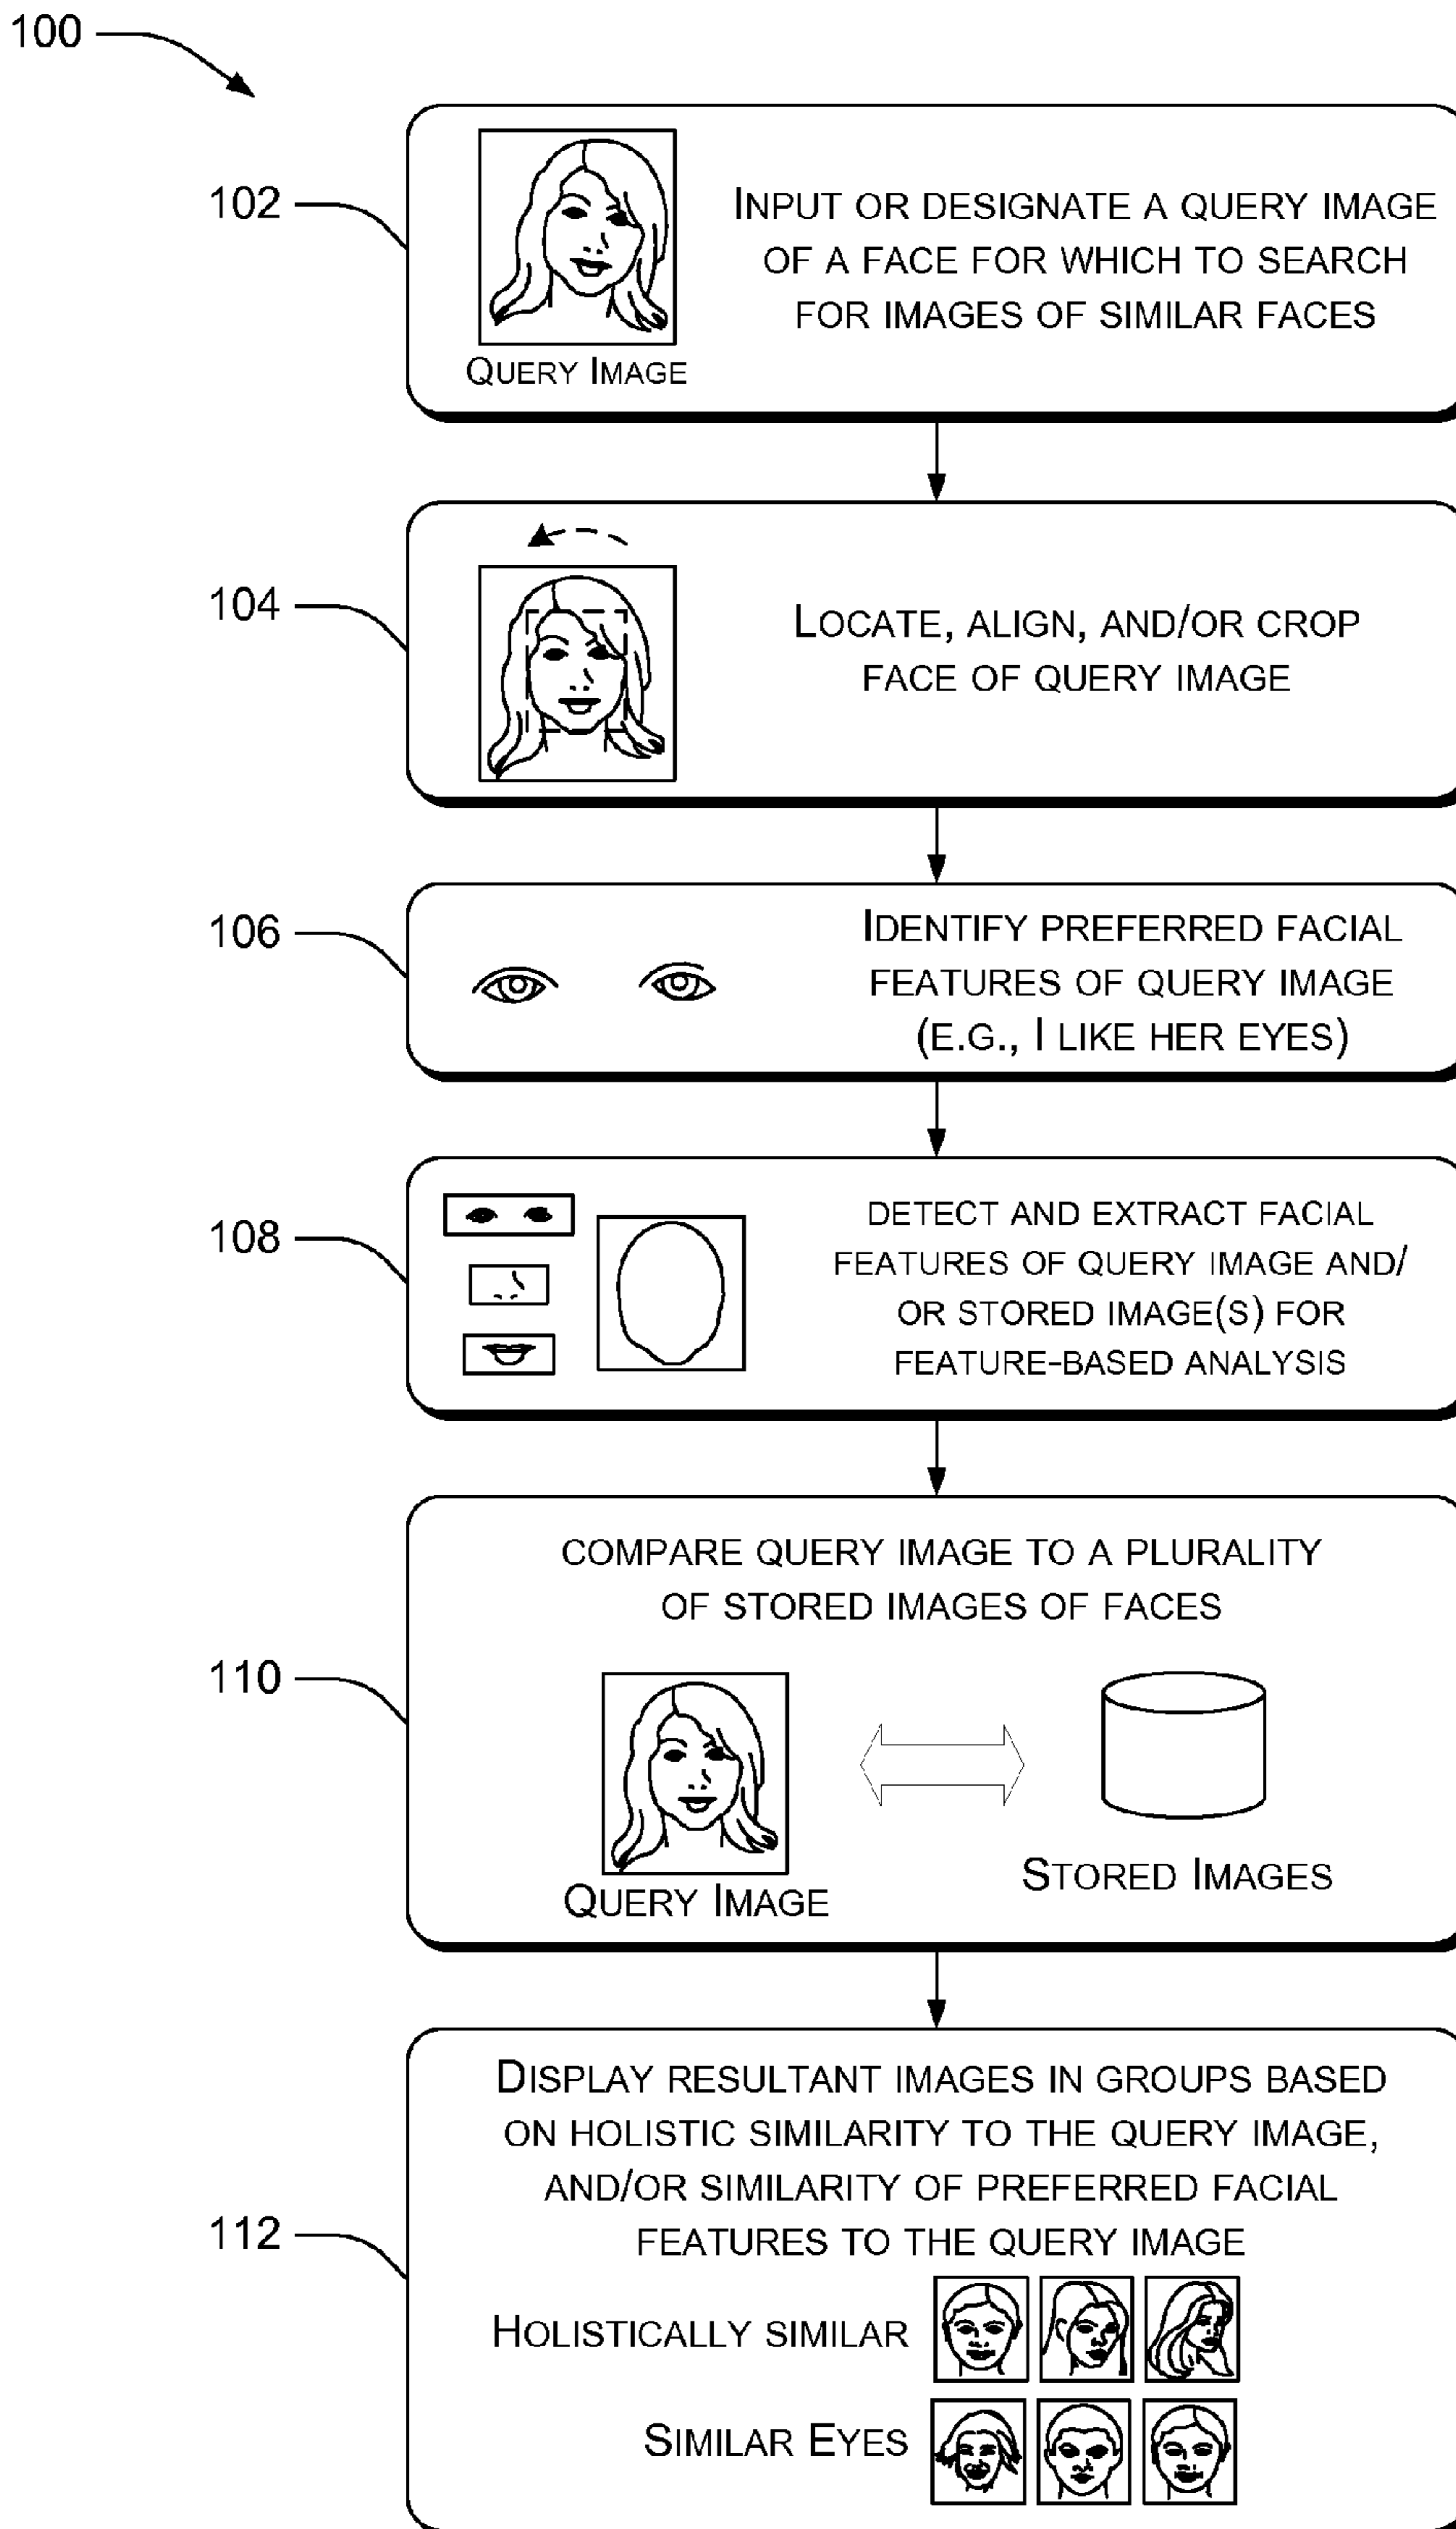 100
102
INPUT OR DESIGNATE A QUERY IMAGE
OF A FACE FOR WHICH TO SEARCH
FOR IMAGES OF SIMILAR FACES
QUERY IMAGE
104
LOCATE, ALIGN, AND/OR CROP
FACE OF QUERY IMAGE
106
IDENTIFY PREFERRED FACIAL
FEATURES OF QUERY IMAGE
(E.G., I LIKE HER EYES)
108
DETECT AND EXTRACT FACIAL
FEATURES OF QUERY IMAGE AND/
OR STORED IMAGE(S) FOR
FEATURE-BASED ANALYSIS
110
COMPARE QUERY IMAGE TO A PLURALITY
OF STORED IMAGES OF FACES
QUERY IMAGE
STORED IMAGES
112
DISPLAY RESULTANT IMAGES IN GROUPS BASED
ON HOLISTIC SIMILARITY TO THE QUERY IMAGE,
AND/OR SIMILARITY OF PREFERRED FACIAL
FEATURES TO THE QUERY IMAGE
HOLISTICALLY SIMILAR
SIMILAR EYES